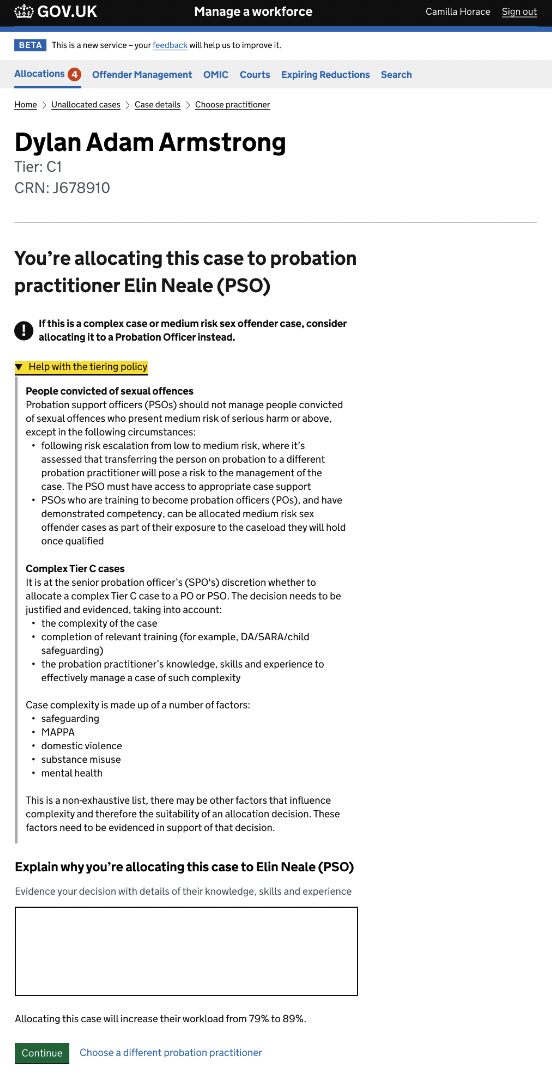 GOV.UK Manage a workforce Camilla Horace Sign out
BETA This is a new service – your feedback will help us to improve it.
Allocations 4 Offender Management OMIC Courts Expiring Reductions Search
Home > Unallocated cases > Case details > Choose practitioner
Dylan Adam Armstrong
Tier: C1
CRN: J678910
You’re allocating this case to probation
practitioner Elin Neale (PSO)
! If this is a complex case or medium risk sex offender case, consider
allocating it to a Probation Officer instead.
▼ Help with the tiering policy
People convicted of sexual offences
Probation support officers (PSOs) should not manage people convicted
of sexual offences who present medium risk of serious harm or above,
except in the following circumstances:
• following risk escalation from low to medium risk, where it’s
assessed that transferring the person on probation to a different
probation practitioner will pose a risk to the management of the
case. The PSO must have access to appropriate case support
• PSOs who are training to become probation officers (POs), and have
demonstrated competency, can be allocated medium risk sex
offender cases as part of their exposure to the caseload they will hold
once qualified
Complex Tier C cases
It is at the senior probation officer’s (SPO's) discretion whether to
allocate a complex Tier C case to a PO or PSO. The decision needs to be
justified and evidenced, taking into account:
• the complexity of the case
• completion of relevant training (for example, DA/SARA/child
safeguarding)
• the probation practitioner’s knowledge, skills and experience to
effectively manage a case of such complexity
Case complexity is made up of a number of factors:
• safeguarding
• MAPPA
• domestic violence
• substance misuse
• mental health
This is a non-exhaustive list, there may be other factors that influence
complexity and therefore the suitability of an allocation decision. These
factors need to be evidenced in support of that decision.
Explain why you’re allocating this case to Elin Neale (PSO)
Evidence your decision with details of their knowledge, skills and experience
Allocating this case will increase their workload from 79% to 89%.
Continue Choose a different probation practitioner